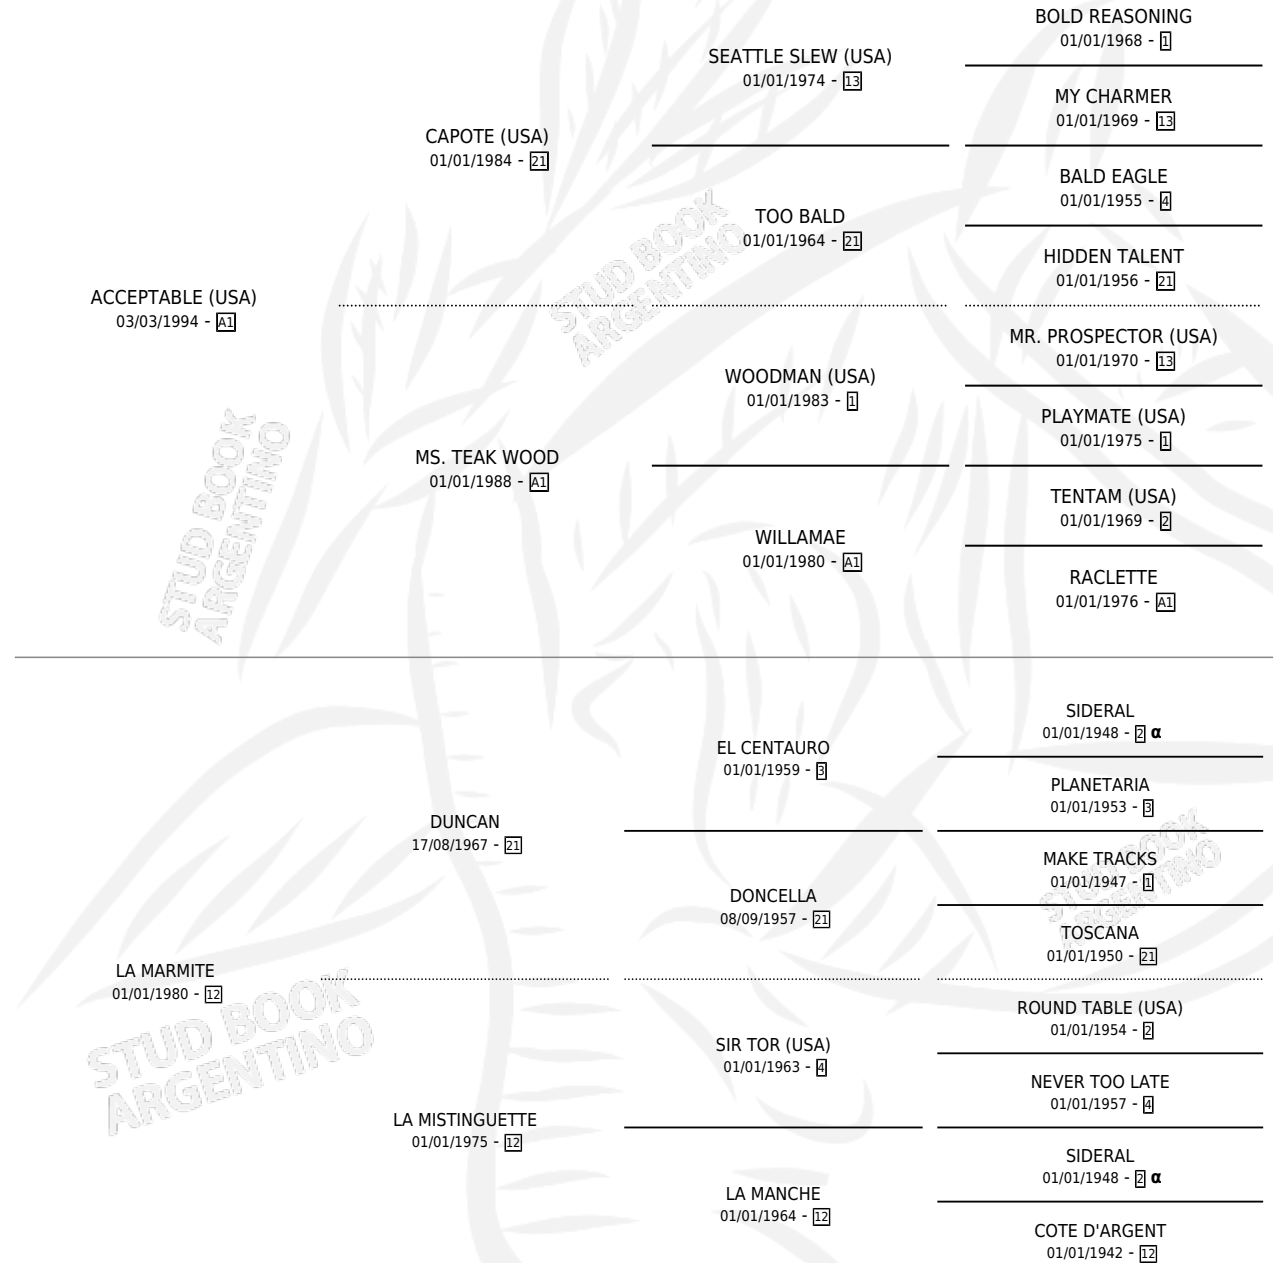 BOLD REASONING
01/01/1968 - 1
SEATTLE SLEW (USA)
01/01/1974 - 13
MY CHARMER
01/01/1969 - 13
CAPOTE (USA)
01/01/1984 - 21
BALD EAGLE
01/01/1955 - 4
TOO BALD
01/01/1964 - 21
HIDDEN TALENT
01/01/1956 - 21
ACCEPTABLE (USA)
03/03/1994 - A1
MR. PROSPECTOR (USA)
01/01/1970 - 13
WOODMAN (USA)
01/01/1983 - 1
PLAYMATE (USA)
01/01/1975 - 1
MS. TEAK WOOD
01/01/1988 - A1
TENTAM (USA)
01/01/1969 - 2
WILLAMAE
01/01/1980 - A1
RACLETTE
01/01/1976 - A1
SIDERAL
01/01/1948 - 2 α
EL CENTAURO
01/01/1959 - 3
PLANETARIA
01/01/1953 - 3
DUNCAN
17/08/1967 - 21
MAKE TRACKS
01/01/1947 - 1
DONCELLA
08/09/1957 - 21
TOSCANA
01/01/1950 - 21
LA MARMITE
01/01/1980 - 12
ROUND TABLE (USA)
01/01/1954 - 2
SIR TOR (USA)
01/01/1963 - 4
NEVER TOO LATE
01/01/1957 - 4
LA MISTINGUETTE
01/01/1975 - 12
SIDERAL
01/01/1948 - 2 α
LA MANCHE
01/01/1964 - 12
COTE D'ARGENT
01/01/1942 - 12
STUD BOOK
ARGENTINO
STUD BOOK
ARGENTINO
STUD BOOK
ARGENTINO
STUD BOOK
ARGENTINO